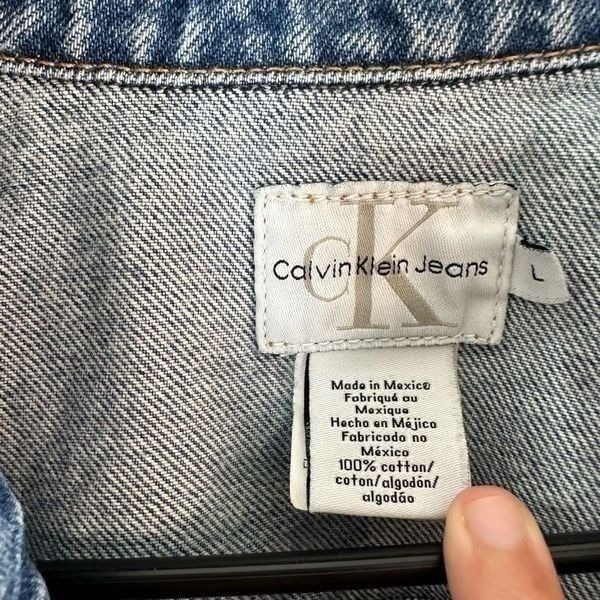 CK
Calvin Klein Jeans
L
Made in Mexico
Fabriqué au
Mexique
Hecho en Méjico
Fabricado no
México
100% cotton/
coton/algodón/
algodão